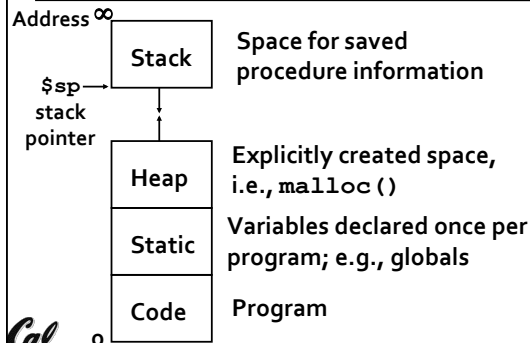 Address ∞
Stack
Space for saved
procedure information
$sp
stack
pointer
Heap
Explicitly created space,
i.e., malloc()
Static
Variables declared once per
program; e.g., globals
Code
Program
Cal
0